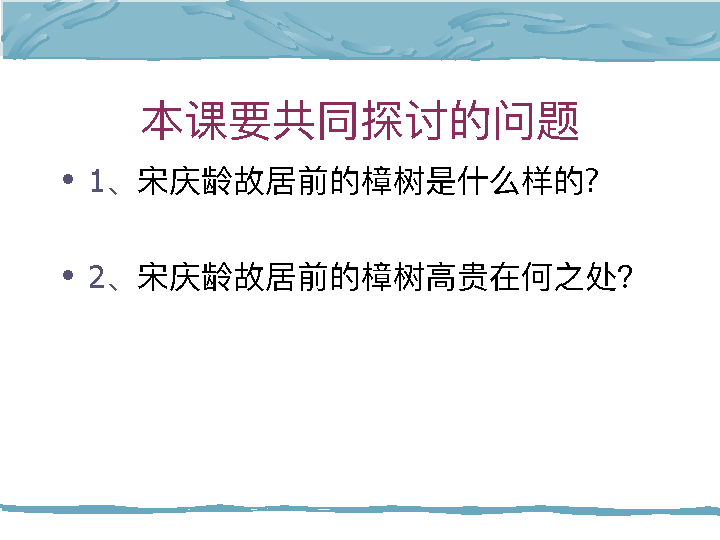 本课要共同探讨的问题
• 1、宋庆龄故居前的樟树是什么样的?
• 2、宋庆龄故居前的樟树高贵在何之处?